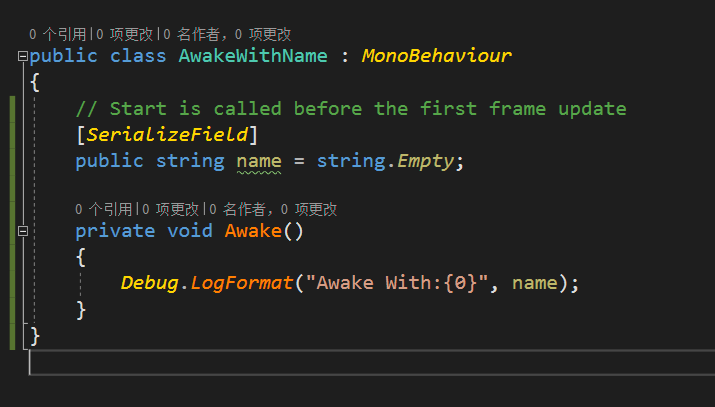 0 个引用|0 项更改|0 名作者，0 项更改
public class AwakeWithName : MonoBehaviour
{
// Start is called before the first frame update
[SerializeField]
public string name = string.Empty;
0 个引用|0 项更改|0 名作者，0 项更改
private void Awake()
{
Debug.LogFormat("Awake With:{0}", name);
}
}